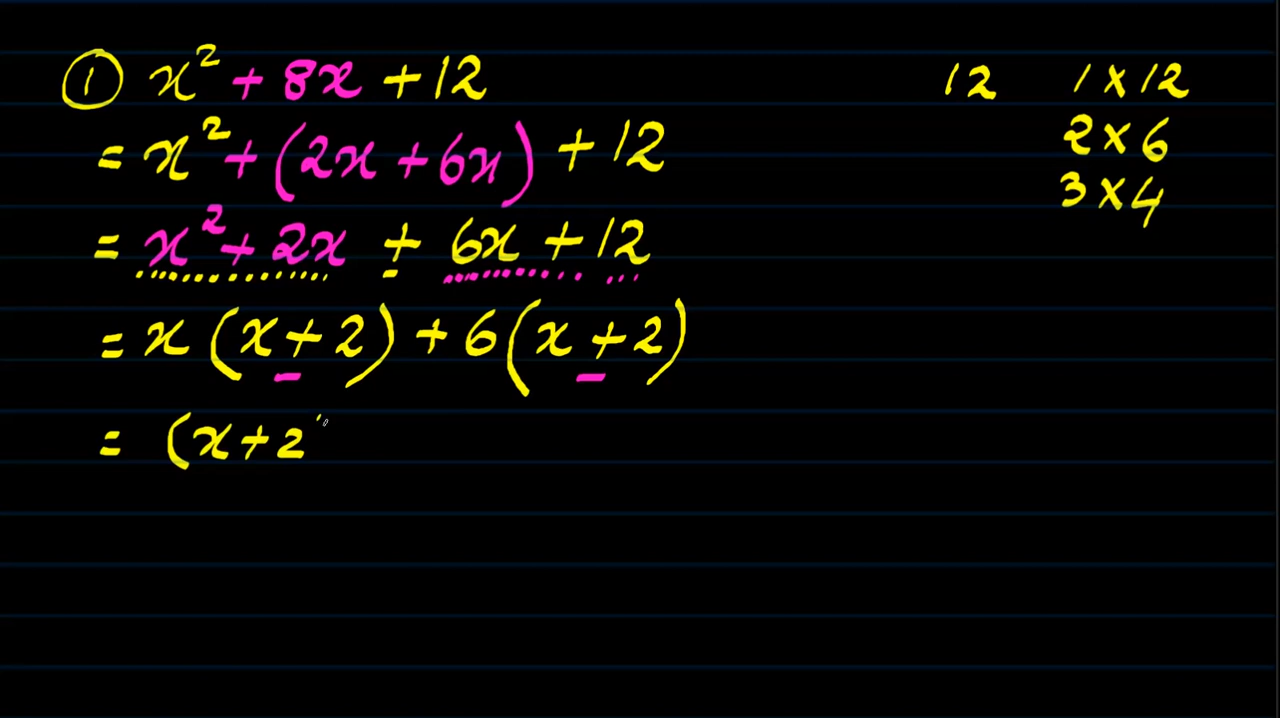 ① x² + 8x + 12
= x² + (2x + 6x) + 12
= x² + 2x + 6x + 12
= x (x + 2) + 6 (x + 2)
= (x + 2
12 1 × 12
2 × 6
3 × 4